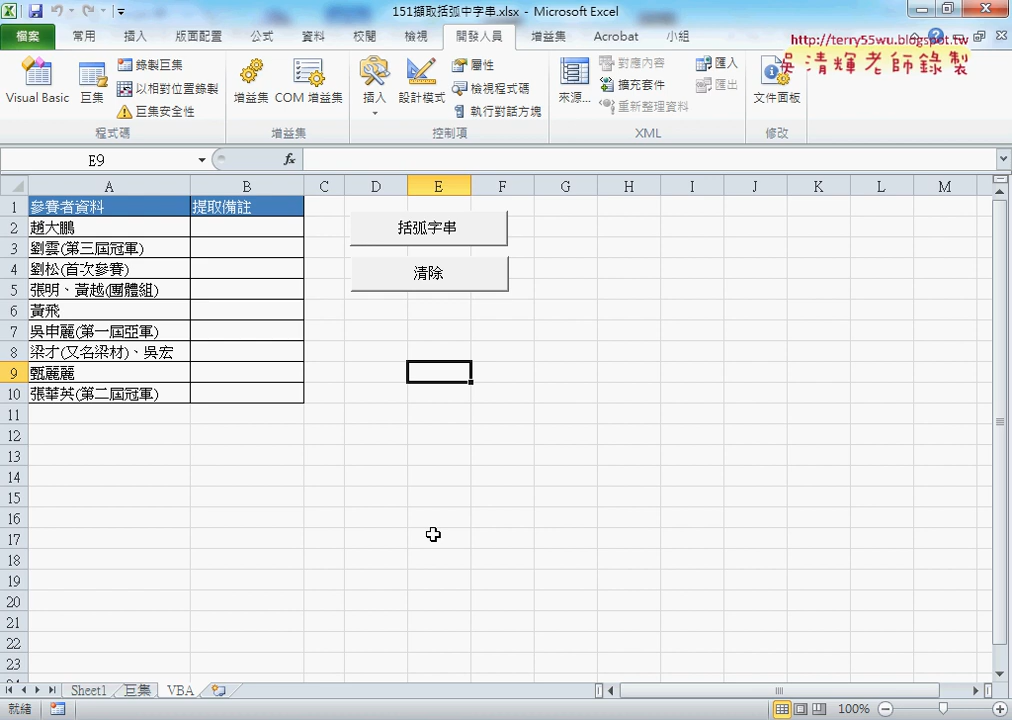 151擷取括弧中字串.xlsx - Microsoft Excel
檔案 常用 插入 版面配置 公式 資料 校閱 檢視 開發人員 增益集 Acrobat 小組
http://terry55wu.blogspot.tw
吳清輝老師錄製
Visual Basic 巨集 錄製巨集 以相對位置錄製 巨集安全性
增益集 COM 增益集
插入 設計模式 屬性 檢視程式碼 執行對話方塊
來源... 對應內容 擴充套件 重新整理資料 匯入 匯出
文件面板
程式碼 增益集 控制項 XML 修改
E9 fx
A B C D E F G H I J K L M
1 參賽者資料 提取備註
2 趙大鵬
3 劉雲(第三屆冠軍)
4 劉松(首次參賽)
5 張明、黃越(團體組)
6 黃飛
7 吳申麗(第一屆亞軍)
8 梁才(又名梁材)、吳宏
9 甄麗麗
10 張華英(第二屆冠軍)
11
12
13
14
15
16
17
18
19
20
21
22
23
括弧字串
清除
Sheet1 巨集 VBA
就緒 100%